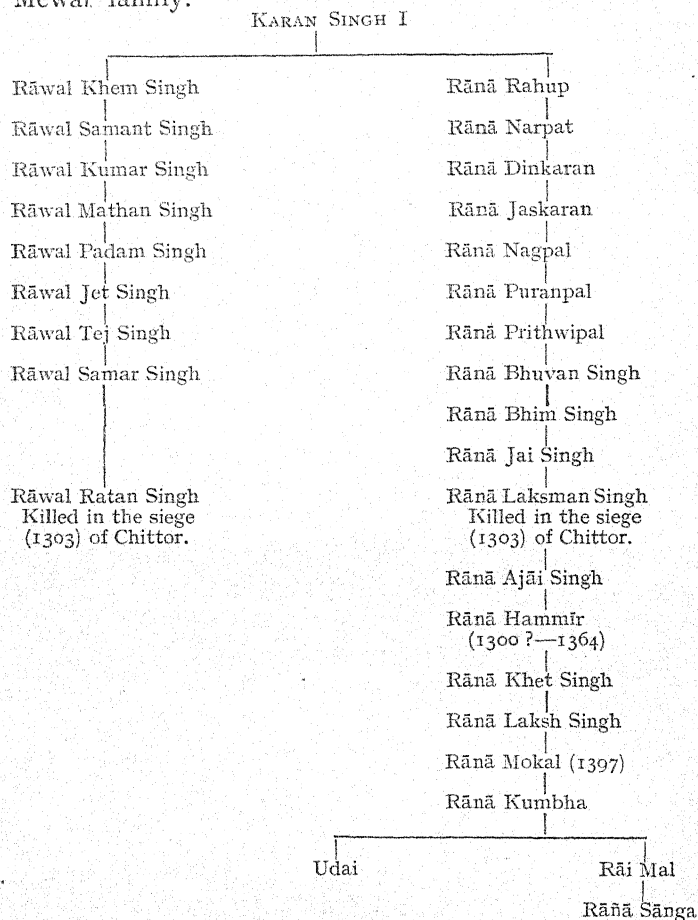 Mewar family.
KARAN SINGH I
Rāwal Khem Singh
Rāwal Samant Singh
Rāwal Kumar Singh
Rāwal Mathan Singh
Rāwal Padam Singh
Rāwal Jet Singh
Rāwal Tej Singh
Rāwal Samar Singh
Rāwal Ratan Singh
Killed in the siege
(1303) of Chittor.
Rānā Rahup
Rānā Narpat
Rānā Dinkaran
Rānā Jaskaran
Rānā Nagpal
Rānā Puranpal
Rānā Prithwipal
Rānā Bhuvan Singh
Rānā Bhim Singh
Rānā Jai Singh
Rānā Laksman Singh
Killed in the siege
(1303) of Chittor.
Rānā Ajāi Singh
Rānā Hammīr
(1300 ?—1364)
Rānā Khet Singh
Rānā Laksh Singh
Rānā Mokal (1397)
Rānā Kumbha
Udai
Rāi Mal
Rāñā Sānga